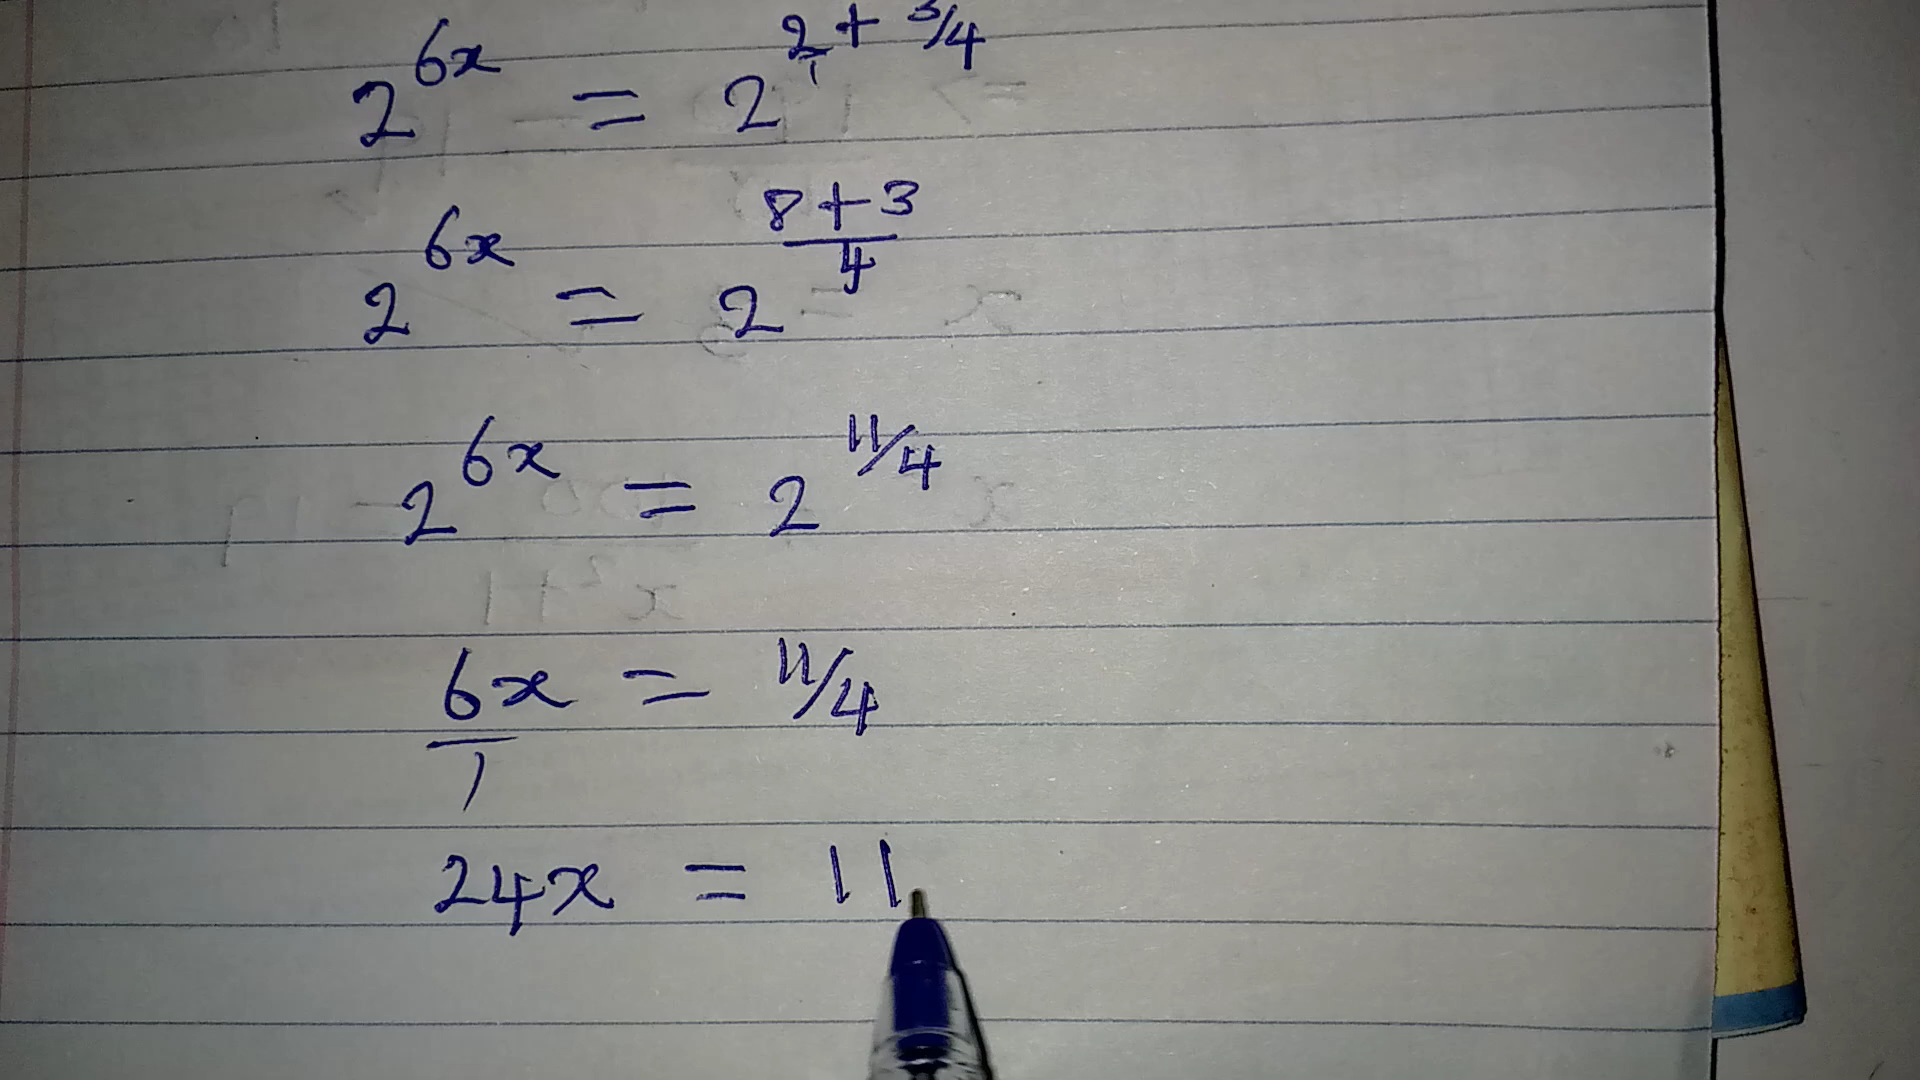 2^{6x} = 2^{2/1 + 3/4}
2^{6x} = 2^{(8+3)/4}
2^{6x} = 2^{11/4}
6x/1 = 11/4
24x = 11